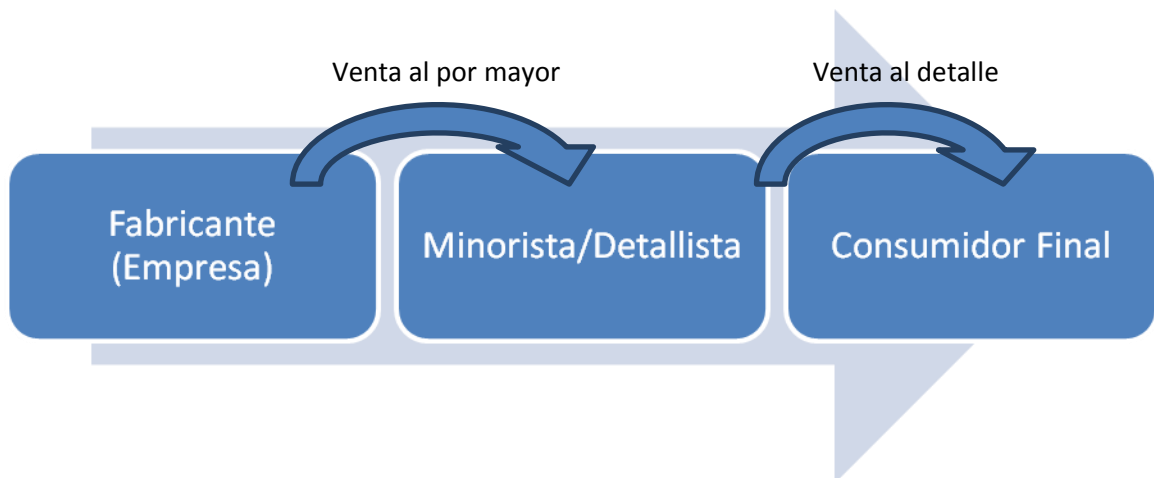 Venta al por mayor
Venta al detalle
Fabricante
(Empresa)
Minorista/Detallista
Consumidor Final